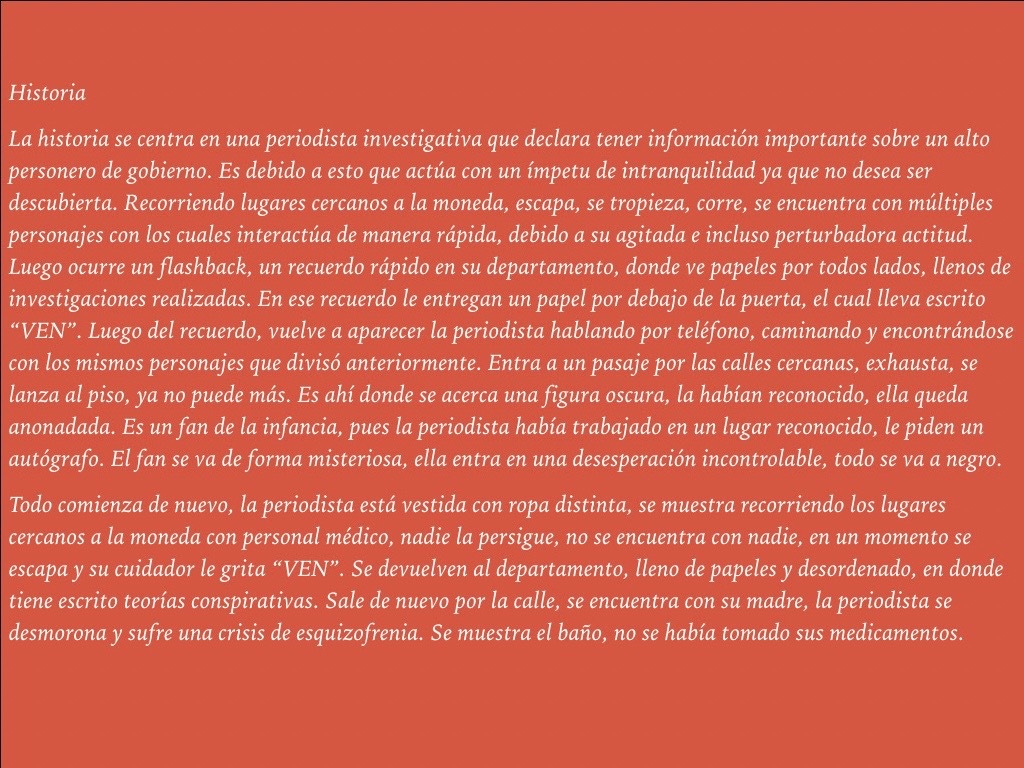 Historia
La historia se centra en una periodista investigativa que declara tener información importante sobre un alto
personero de gobierno. Es debido a esto que actúa con un ímpetu de intranquilidad ya que no desea ser
descubierta. Recorriendo lugares cercanos a la moneda, escapa, se tropieza, corre, se encuentra con múltiples
personajes con los cuales interactúa de manera rápida, debido a su agitada e incluso perturbadora actitud.
Luego ocurre un flashback, un recuerdo rápido en su departamento, donde ve papeles por todos lados, llenos de
investigaciones realizadas. En ese recuerdo le entregan un papel por debajo de la puerta, el cual lleva escrito
“VEN”. Luego del recuerdo, vuelve a aparecer la periodista hablando por teléfono, caminando y encontrándose
con los mismos personajes que divisó anteriormente. Entra a un pasaje por las calles cercanas, exhausta, se
lanza al piso, ya no puede más. Es ahí donde se acerca una figura oscura, la habían reconocido, ella queda
anonadada. Es un fan de la infancia, pues la periodista había trabajado en un lugar reconocido, le piden un
autógrafo. El fan se va de forma misteriosa, ella entra en una desesperación incontrolable, todo se va a negro.
Todo comienza de nuevo, la periodista está vestida con ropa distinta, se muestra recorriendo los lugares
cercanos a la moneda con personal médico, nadie la persigue, no se encuentra con nadie, en un momento se
escapa y su cuidador le grita “VEN”. Se devuelven al departamento, lleno de papeles y desordenado, en donde
tiene escrito teorías conspirativas. Sale de nuevo por la calle, se encuentra con su madre, la periodista se
desmorona y sufre una crisis de esquizofrenia. Se muestra el baño, no se había tomado sus medicamentos.